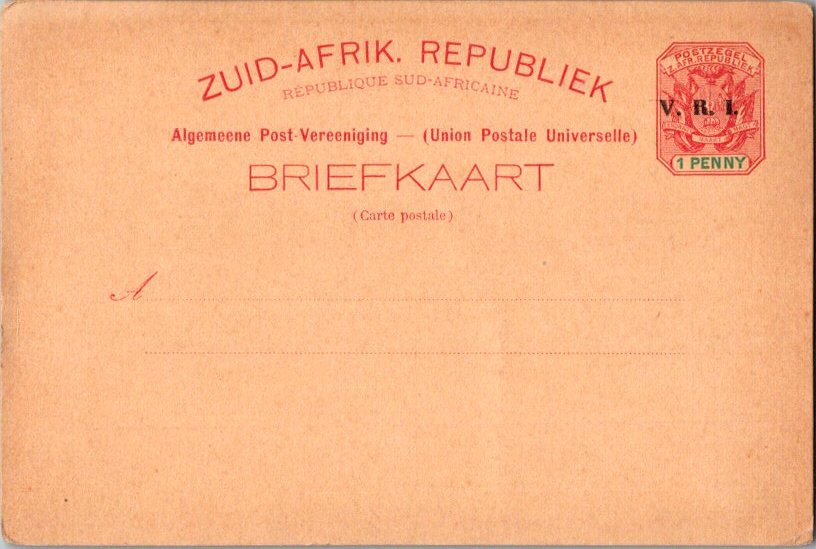 ZUID-AFRIK. REPUBLIEK
RÉPUBLIQUE SUD-AFRICAINE
Algemeene Post-Vereeniging — (Union Postale Universelle)
BRIEFKAART
(Carte postale)
A
POSTZEGEL
Z. AFR. REPUBLIEK
V. R. I.
1 PENNY